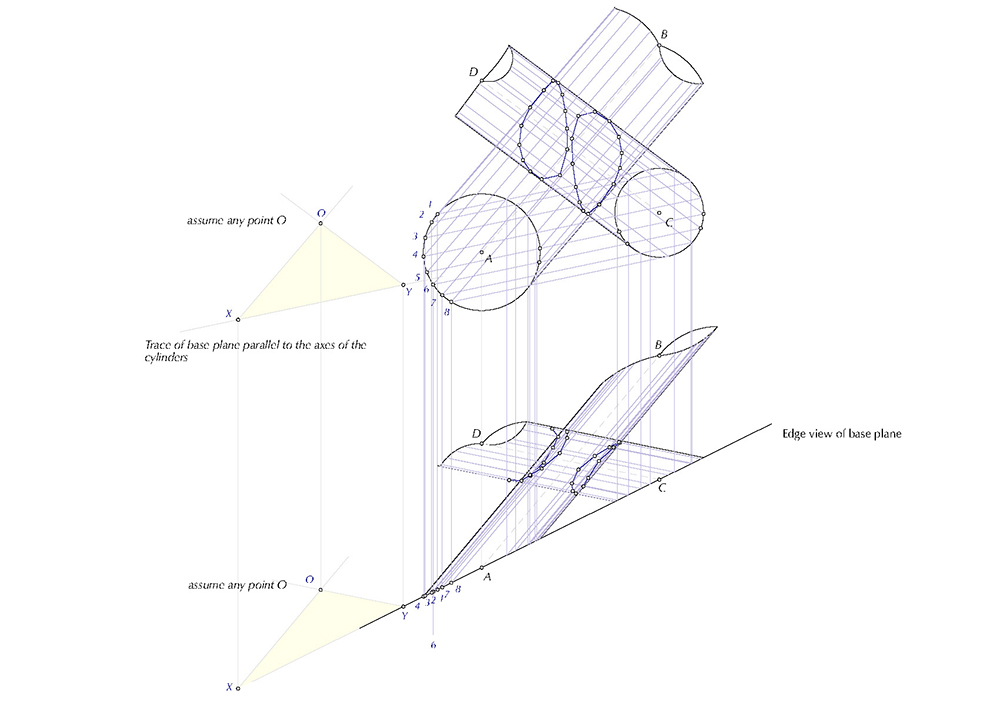 B
D
O
assume any point O
1
2
3
4
5
6
7
8
A
C
X
Y
Trace of base plane parallel to the axes of the
cylinders
B
D
Edge view of base plane
C
A
O
assume any point O
Y
4
3
2
1
7
8
6
X